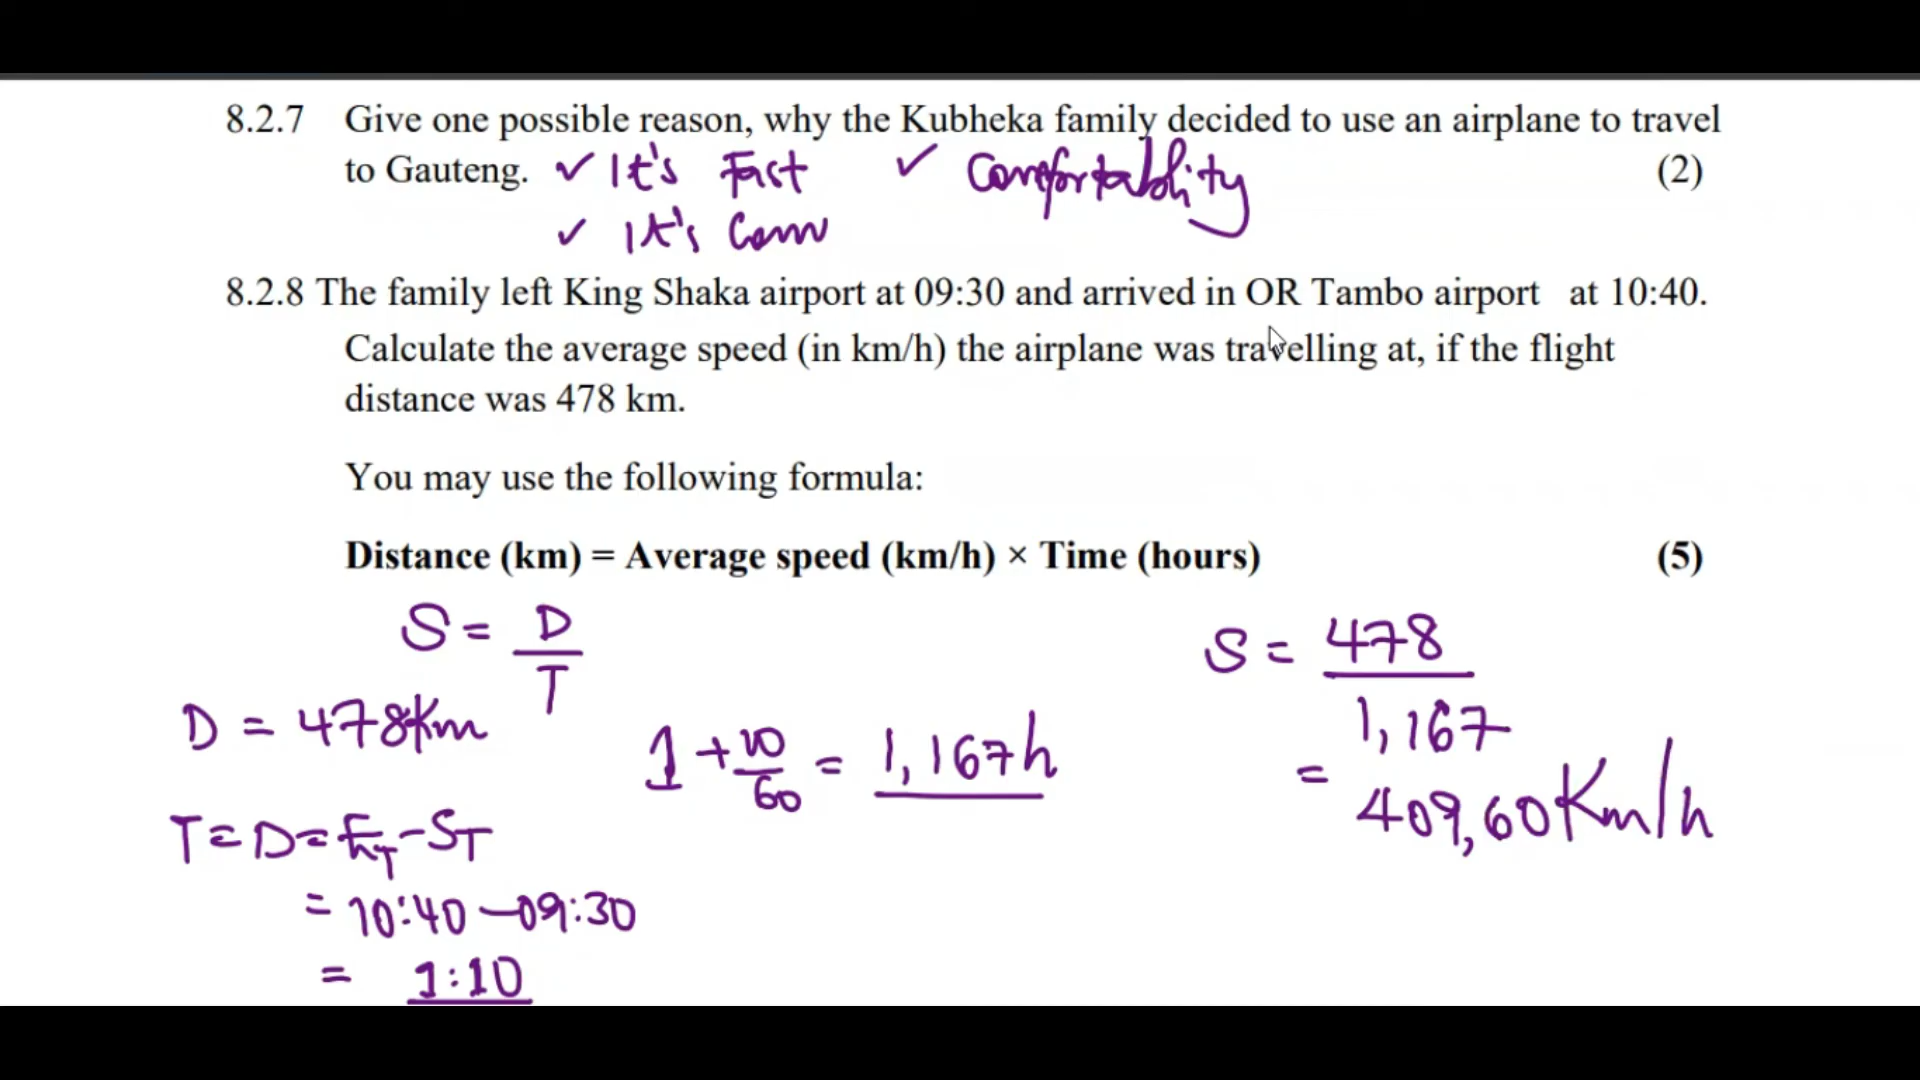 8.2.7 Give one possible reason, why the Kubheka family decided to use an airplane to travel
to Gauteng. ✓ It's Fast ✓ Comfortability (2)
✓ It's Conv
8.2.8 The family left King Shaka airport at 09:30 and arrived in OR Tambo airport at 10:40.
Calculate the average speed (in km/h) the airplane was travelling at, if the flight
distance was 478 km.
You may use the following formula:
Distance (km) = Average speed (km/h) × Time (hours) (5)
S = D/T
D = 478km
T = D = ET - ST
= 10:40 - 09:30
= 1:10
1 + 10/60 = 1,167h
S = 478/1,167
= 409,60 Km/h